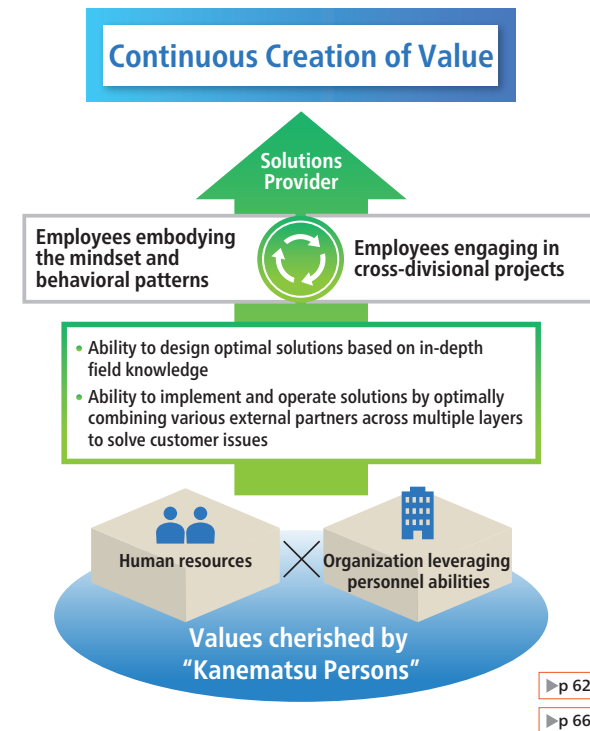 Continuous Creation of Value
Solutions
Provider
Employees embodying
the mindset and
behavioral patterns
Employees engaging in
cross-divisional projects
• Ability to design optimal solutions based on in-depth
field knowledge
• Ability to implement and operate solutions by optimally
combining various external partners across multiple layers
to solve customer issues
Human resources
Organization leveraging
personnel abilities
Values cherished by
“Kanematsu Persons”
▶p 62
▶p 66